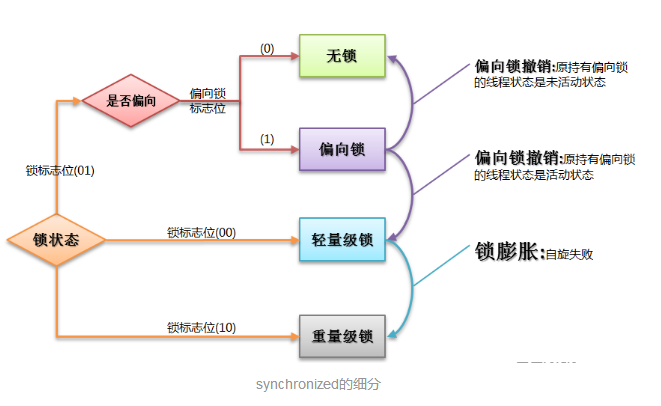 (0)
无锁
偏向锁撤销:原持有偏向锁
的线程状态是未活动状态
是否偏向
偏向锁
标志位
(1)
偏向锁
偏向锁撤销:原持有偏向锁
的线程状态是活动状态
锁标志位(01)
锁状态
锁标志位(00)
轻量级锁
锁膨胀:自旋失败
锁标志位(10)
重量级锁
synchronized的细分